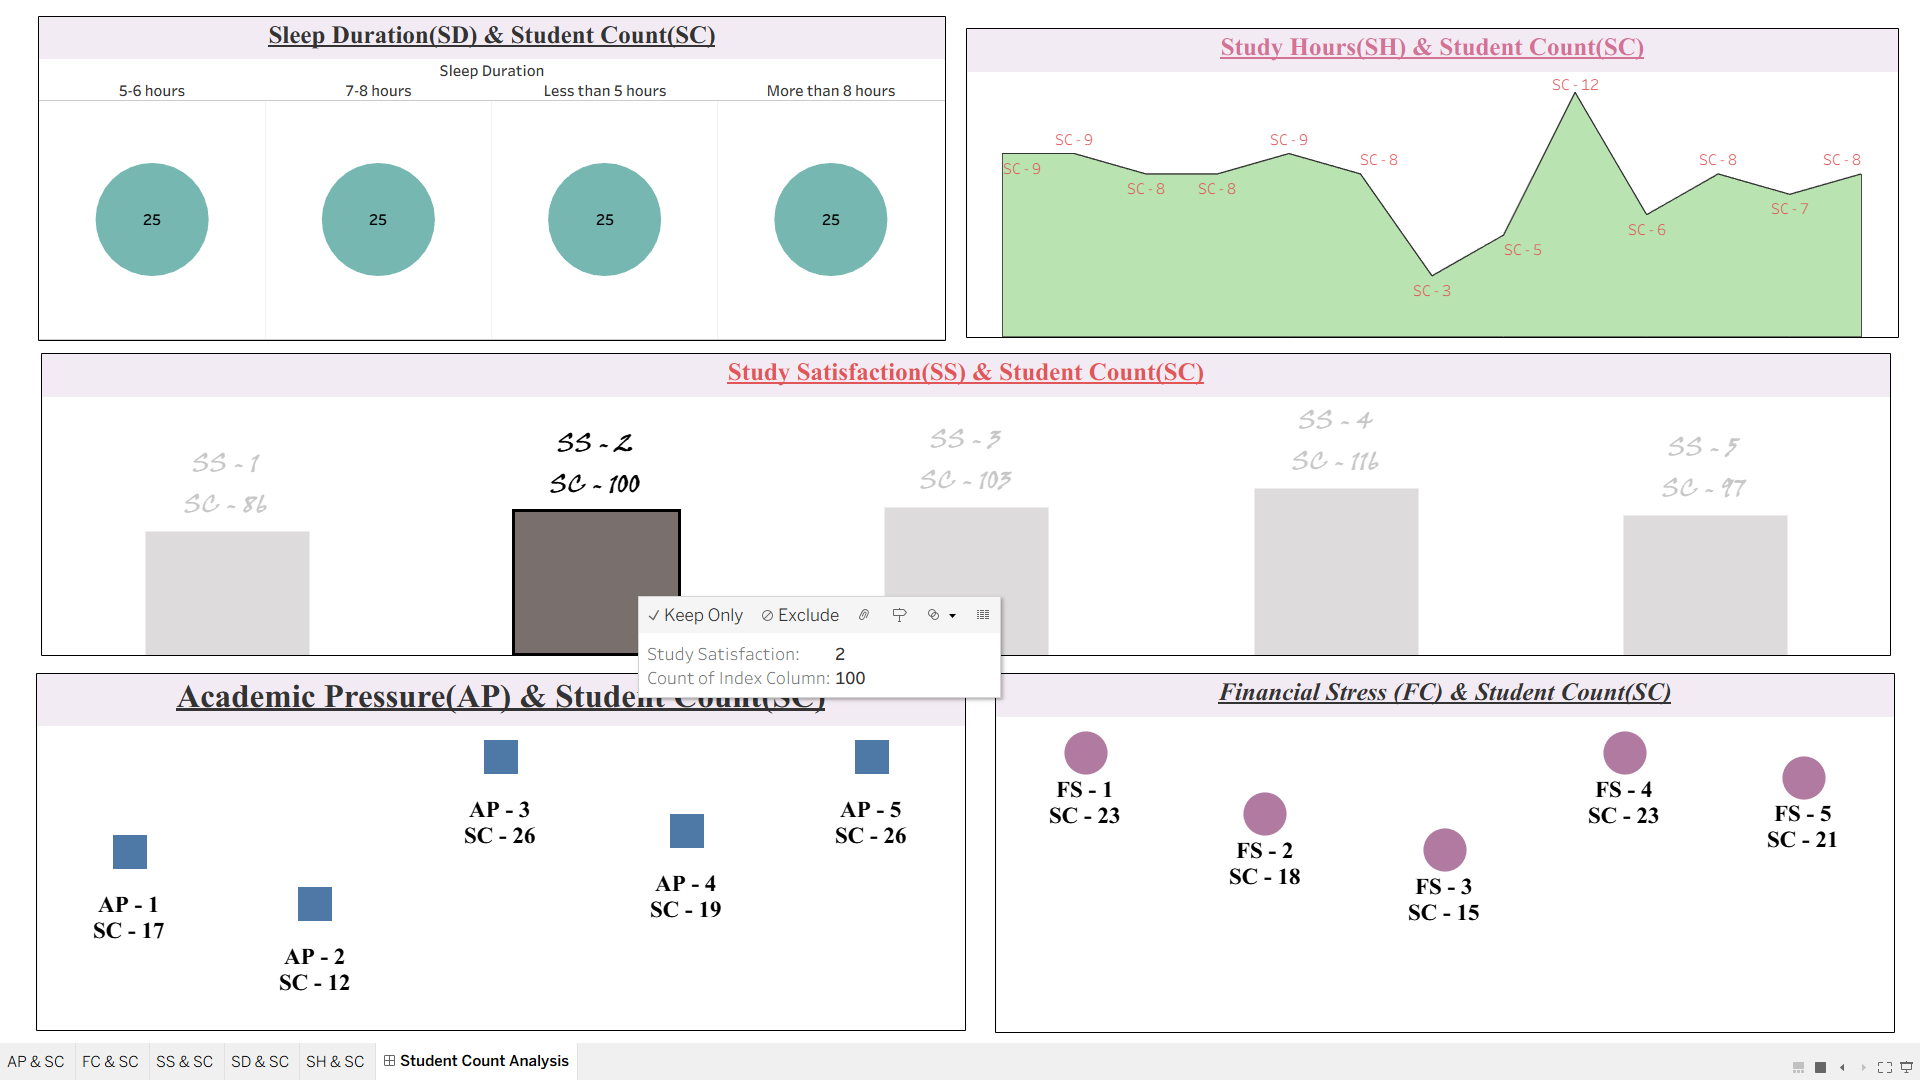 Sleep Duration(SD) & Student Count(SC)
Sleep Duration
5-6 hours
7-8 hours
Less than 5 hours
More than 8 hours
25
25
25
25
Study Hours(SH) & Student Count(SC)
SC - 9
SC - 9
SC - 8
SC - 8
SC - 9
SC - 8
SC - 3
SC - 5
SC - 12
SC - 6
SC - 8
SC - 7
SC - 8
Study Satisfaction(SS) & Student Count(SC)
SS - 1
SC - 86
SS - 2
SC - 100
SS - 3
SC - 103
SS - 4
SC - 116
SS - 5
SC - 97
Keep Only
Exclude
Study Satisfaction: 2
Count of Index Column: 100
Academic Pressure(AP) & Student Count(SC)
AP - 1
SC - 17
AP - 2
SC - 12
AP - 3
SC - 26
AP - 4
SC - 19
AP - 5
SC - 26
Financial Stress (FC) & Student Count(SC)
FS - 1
SC - 23
FS - 2
SC - 18
FS - 3
SC - 15
FS - 4
SC - 23
FS - 5
SC - 21
AP & SC
FC & SC
SS & SC
SD & SC
SH & SC
Student Count Analysis